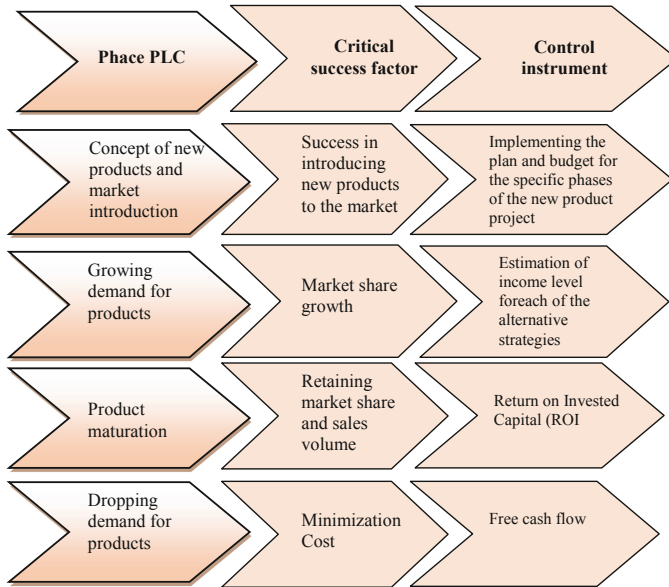 Phace PLC
Critical
success factor
Control
instrument
Concept of new
products and
market
introduction
Success in
introducing
new products
to the market
Implementing the
plan and budget for
the specific phases
of the new product
project
Growing
demand for
products
Market share
growth
Estimation of
income level
foreach of the
alternative
strategies
Product
maturation
Retaining
market share
and sales
volume
Return on Invested
Capital (ROI
Dropping
demand for
products
Minimization
Cost
Free cash flow